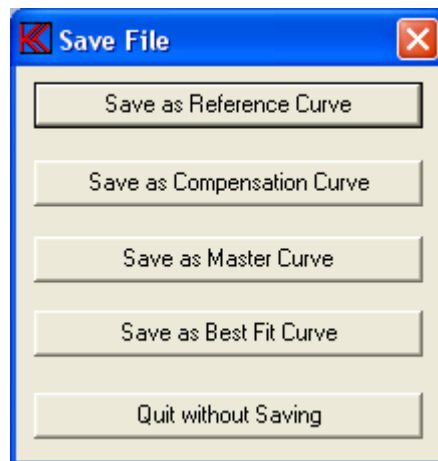 Save File
Save as Reference Curve
Save as Compensation Curve
Save as Master Curve
Save as Best Fit Curve
Quit without Saving